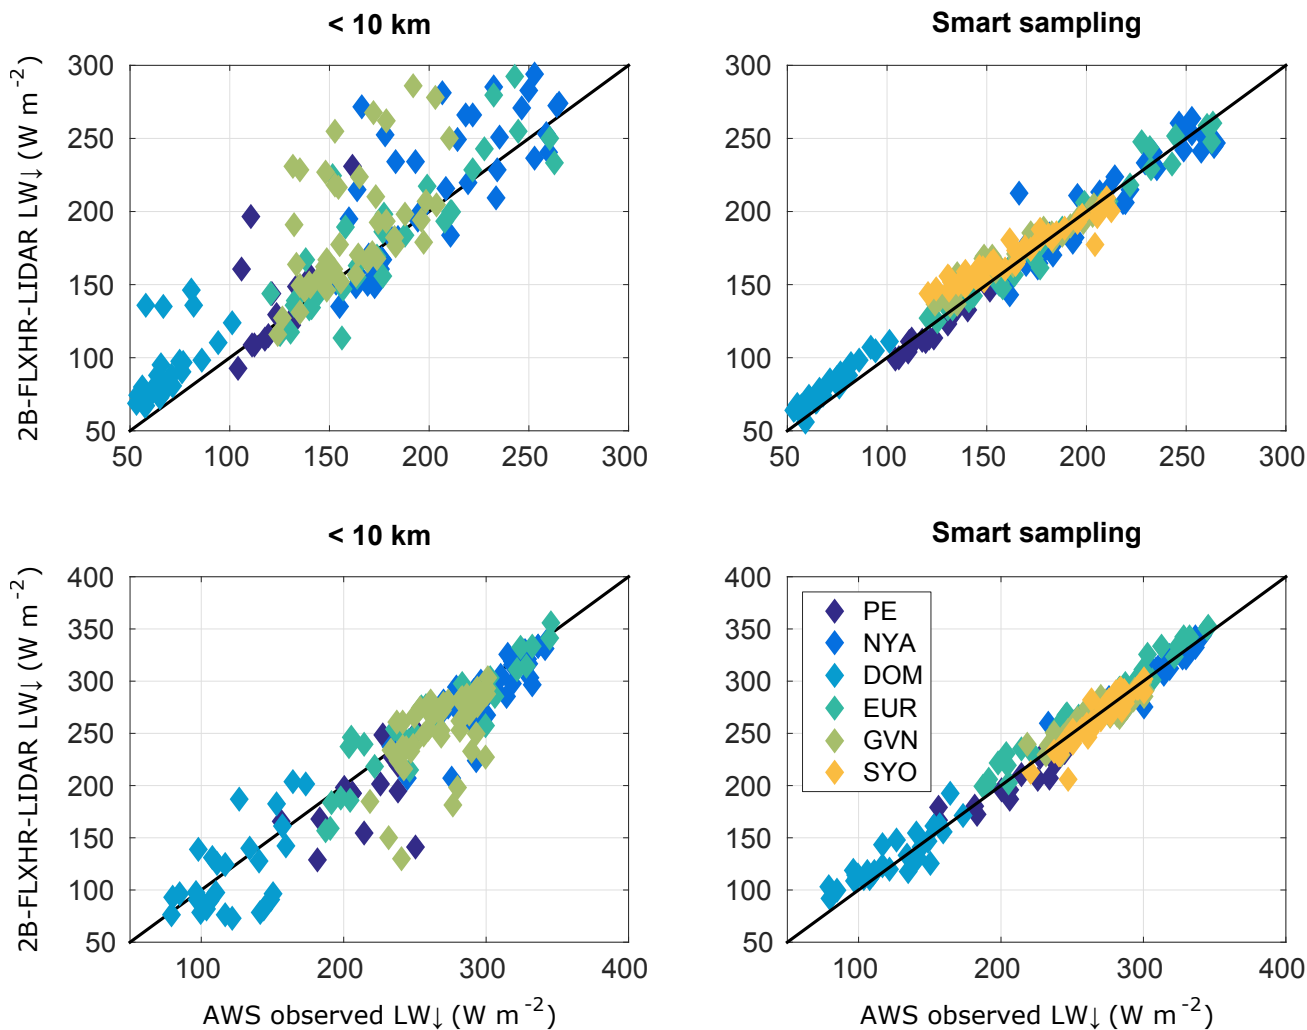 < 10 km
Smart sampling
2B-FLXHR-LIDAR LW↓ (W m⁻²)
300
250
200
150
100
50
50 100 150 200 250 300
300
250
200
150
100
50
50 100 150 200 250 300
< 10 km
Smart sampling
2B-FLXHR-LIDAR LW↓ (W m⁻²)
400
350
300
250
200
150
100
50
100 200 300 400
AWS observed LW↓ (W m⁻²)
400
350
300
250
200
150
100
50
PE
NYA
DOM
EUR
GVN
SYO
100 200 300 400
AWS observed LW↓ (W m⁻²)